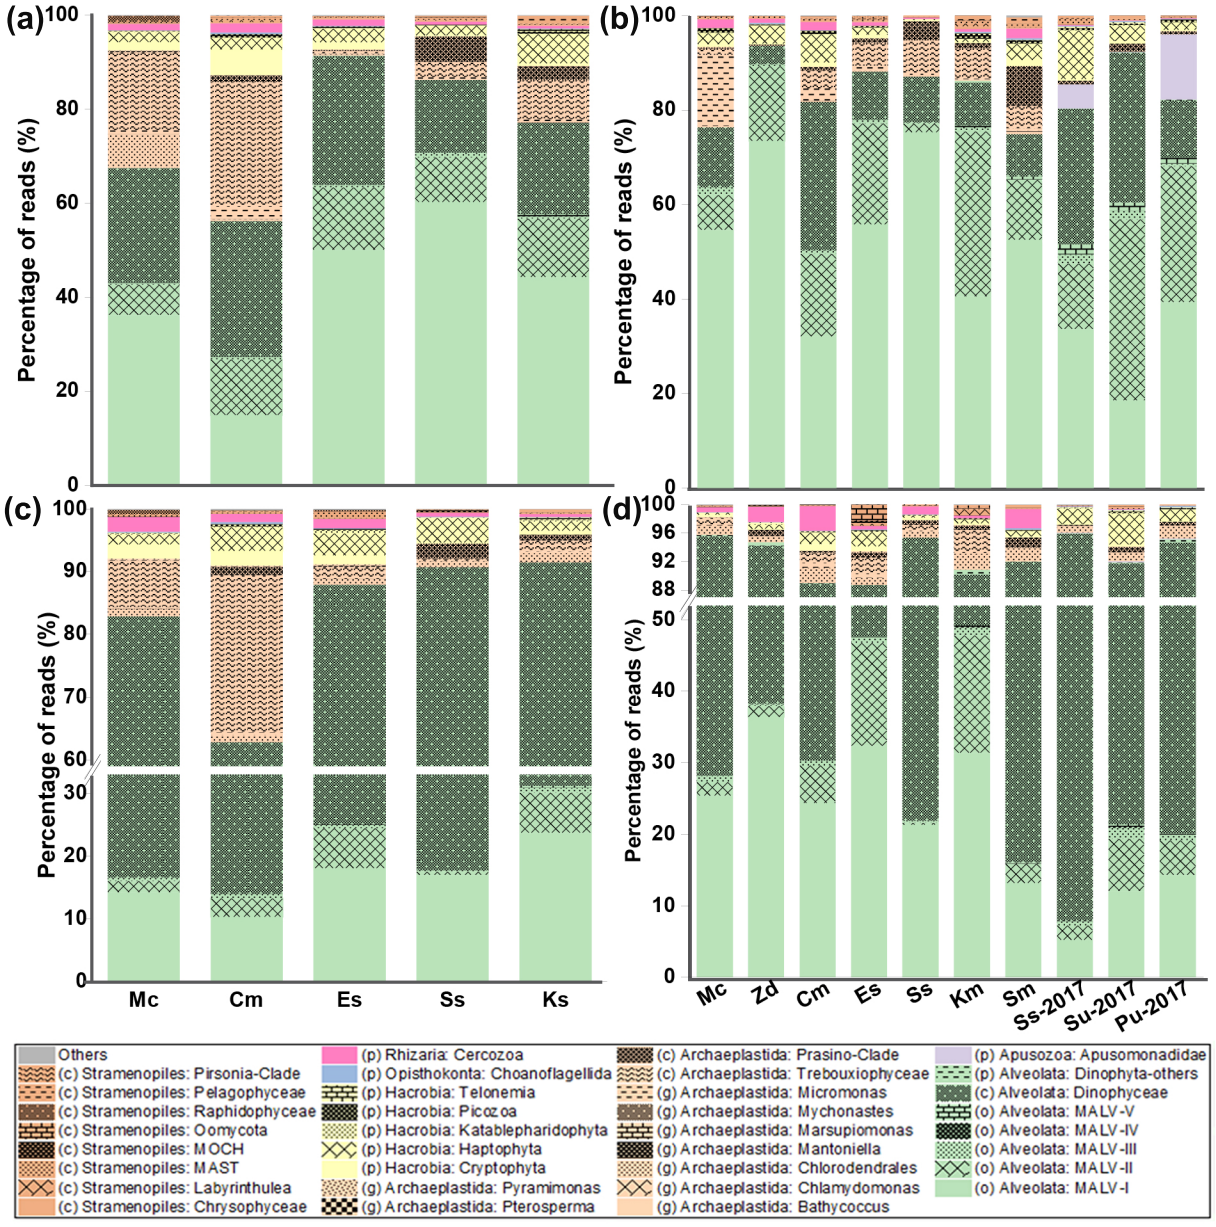 (a)
Percentage of reads (%)
100
80
60
40
20
0
(b)
Percentage of reads (%)
100
80
60
40
20
0
(c)
Percentage of reads (%)
100
90
80
70
60
30
20
10
0
Mc Cm Es Ss Ks
(d)
Percentage of reads (%)
100
96
92
88
50
40
30
20
10
0
Mc Zd Cm Es Ss Km Sm Ss-2017 Su-2017 Pu-2017
Others
(c) Stramenopiles: Pirsonia-Clade
(c) Stramenopiles: Pelagophyceae
(c) Stramenopiles: Raphidophyceae
(c) Stramenopiles: Oomycota
(c) Stramenopiles: MOCH
(c) Stramenopiles: MAST
(c) Stramenopiles: Labyrinthulea
(c) Stramenopiles: Chrysophyceae
(p) Rhizaria: Cercozoa
(p) Opisthokonta: Choanoflagellida
(p) Hacrobia: Telonemia
(p) Hacrobia: Picozoa
(p) Hacrobia: Katablepharidophyta
(p) Hacrobia: Haptophyta
(p) Hacrobia: Cryptophyta
(g) Archaeplastida: Pyramimonas
(g) Archaeplastida: Pterosperma
(c) Archaeplastida: Prasino-Clade
(c) Archaeplastida: Trebouxiophyceae
(g) Archaeplastida: Micromonas
(g) Archaeplastida: Mychonastes
(g) Archaeplastida: Marsupiomonas
(g) Archaeplastida: Mantoniella
(g) Archaeplastida: Chlorodendrales
(g) Archaeplastida: Chlamydomonas
(g) Archaeplastida: Bathycoccus
(p) Apusozoa: Apusomonadidae
(p) Alveolata: Dinophyta-others
(c) Alveolata: Dinophyceae
(o) Alveolata: MALV-V
(o) Alveolata: MALV-IV
(o) Alveolata: MALV-III
(o) Alveolata: MALV-II
(o) Alveolata: MALV-I